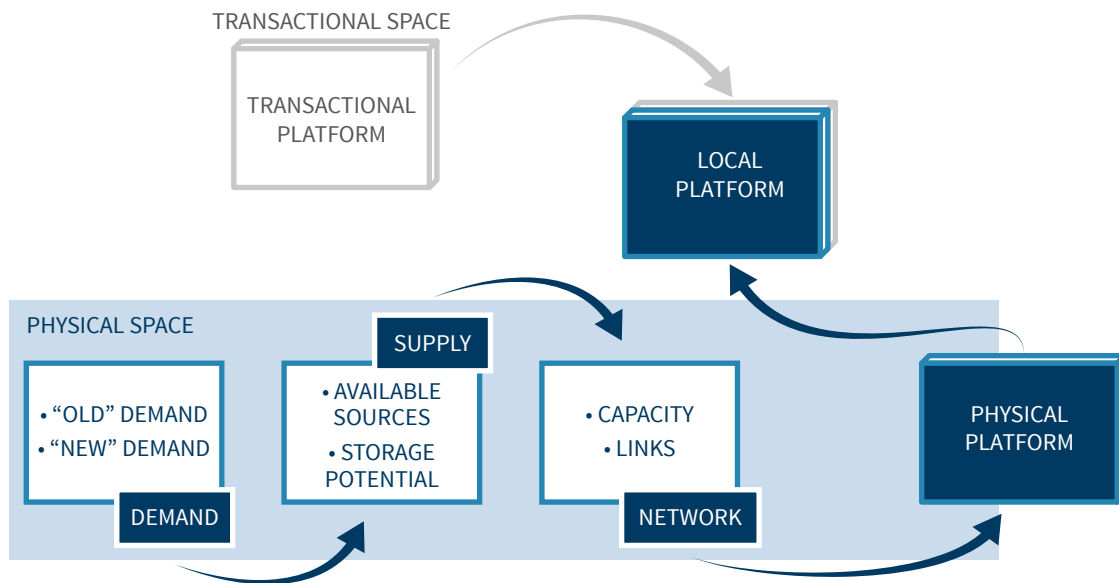 TRANSACTIONAL SPACE
TRANSACTIONAL
PLATFORM
LOCAL
PLATFORM
PHYSICAL SPACE
• “OLD” DEMAND
• “NEW” DEMAND
DEMAND
SUPPLY
• AVAILABLE
SOURCES
• STORAGE
POTENTIAL
• CAPACITY
• LINKS
NETWORK
PHYSICAL
PLATFORM